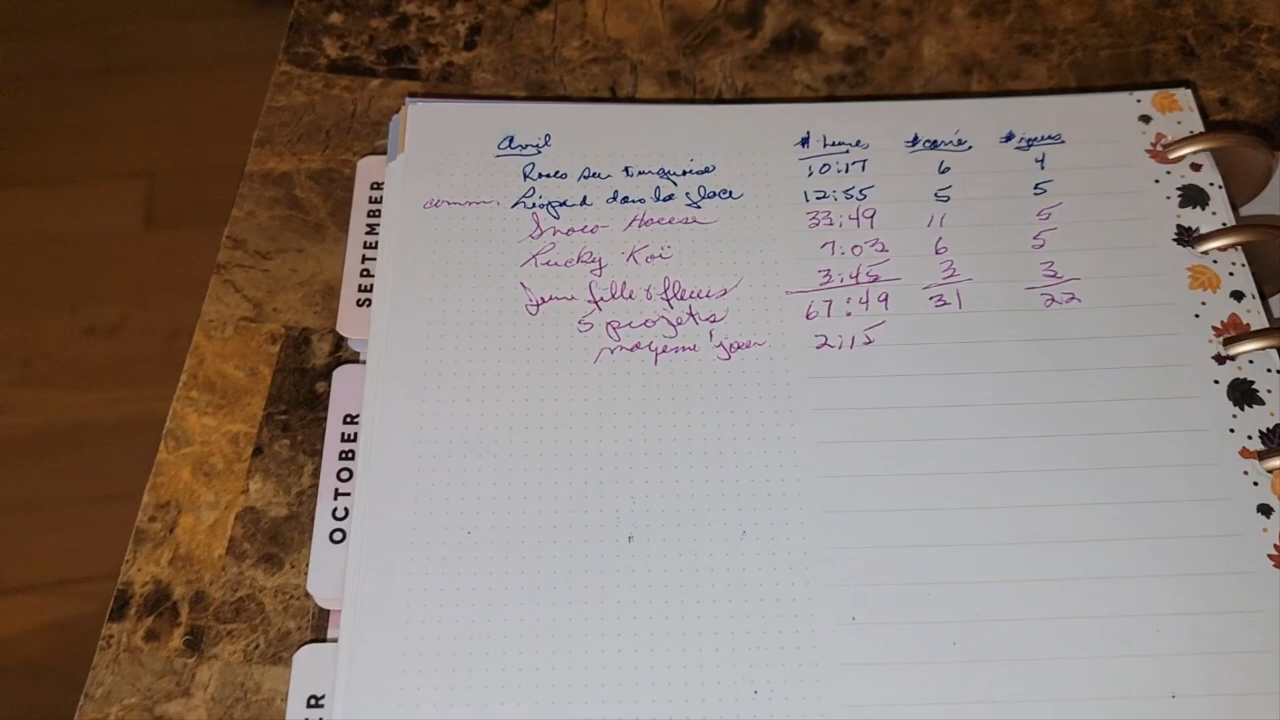 Avril # heures # carré # jours
Roses sur turquoise 10:17 6 4
comm. Léopard dans la glace 12:55 5 5
Snow House 33:49 11 5
Lucky Koi 7:03 6 5
Jeune fille & fleurs 3:45 3 3
5 projets 67:49 31 22
moyenne jour 2:15
SEPTEMBER
OCTOBER
ER